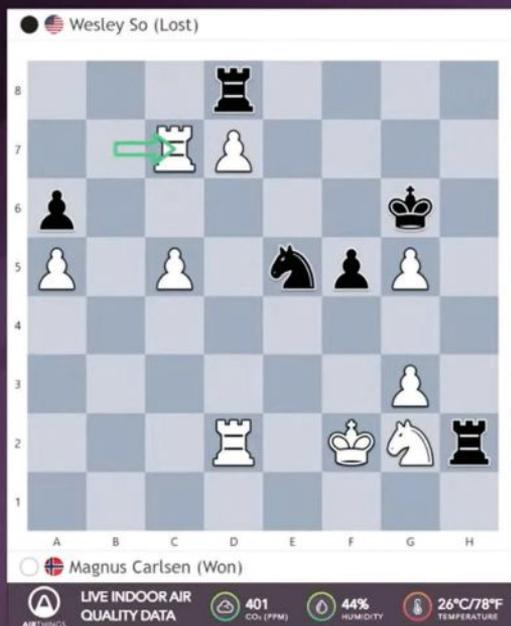 Wesley So (Lost)
8
7
6
5
4
3
2
1
A B C D E F G H
Magnus Carlsen (Won)
AIRTHINGS
LIVE INDOOR AIR
QUALITY DATA
401
CO₂ (PPM)
44%
HUMIDITY
26°C/78°F
TEMPERATURE